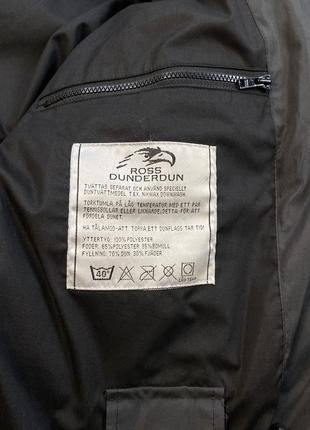 ROSS
DUNDERDUN
TVÄTTAS SEPARAT OCH ANVÄND SPECIELLT
DUNTVÄTTMEDEL T.EX. NIKWAX DOWNWASH.
TORKTUMLA PÅ LÅG TEMPERATUR MED ETT PAR
TENNISBOLLAR ELLER LIKNANDE, DETTA FÖR ATT
FÖRDELA DUNET.
HA TÅLAMOD-ATT. TORKA ETT DUNPLAGG TAR TID!
YTTERTYG: 100% POLYESTER
FODER: 65% POLYESTER 35% BOMULL
FYLLNING: 70% DUN. 30% FJÄDER
40°
LÅG TEMP